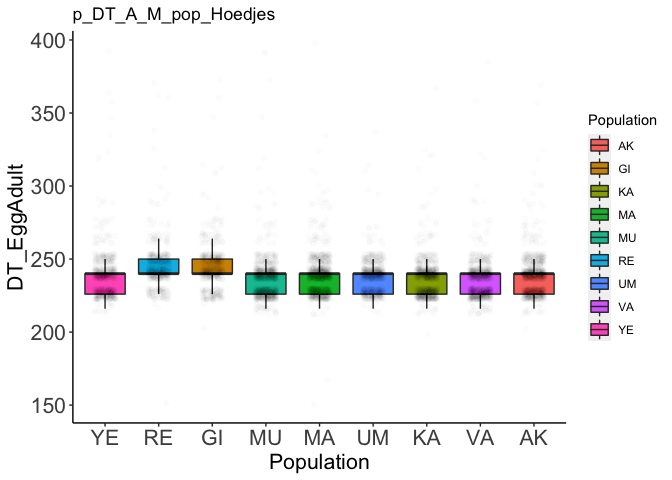 p_DT_A_M_pop_Hoedjes
400
350
300
250
200
150
DT_EggAdult
YE RE GI MU MA UM KA VA AK
Population
Population
AK
GI
KA
MA
MU
RE
UM
VA
YE